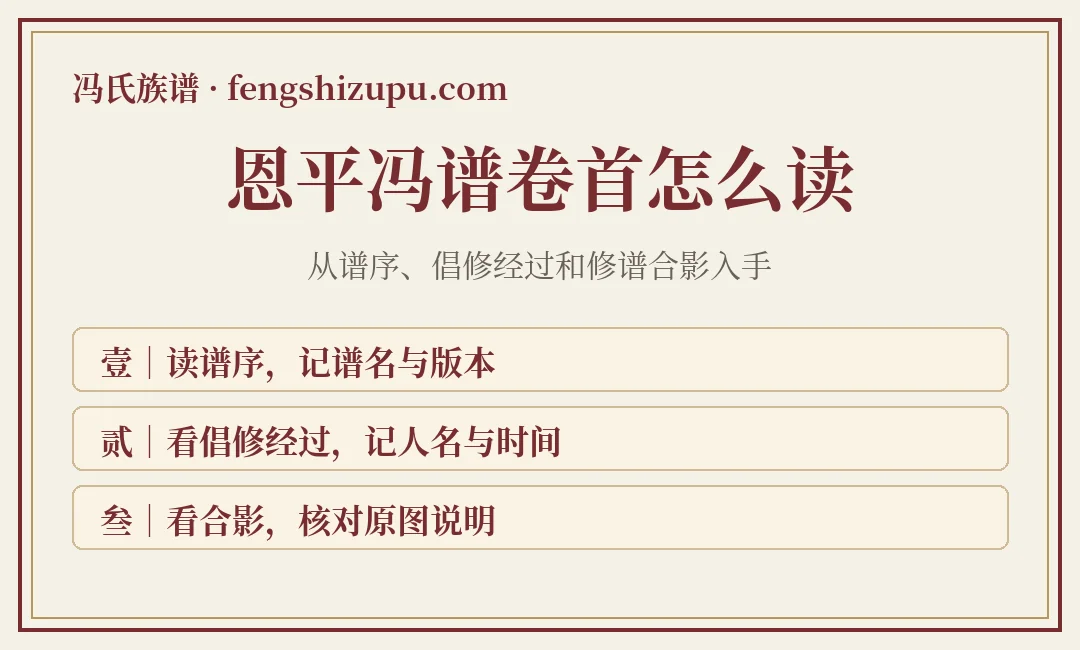 冯氏族谱 · fengshizupu.com
恩平冯谱卷首怎么读
从谱序、倡修经过和修谱合影入手
壹｜读谱序，记谱名与版本
贰｜看倡修经过，记人名与时间
叁｜看合影，核对原图说明